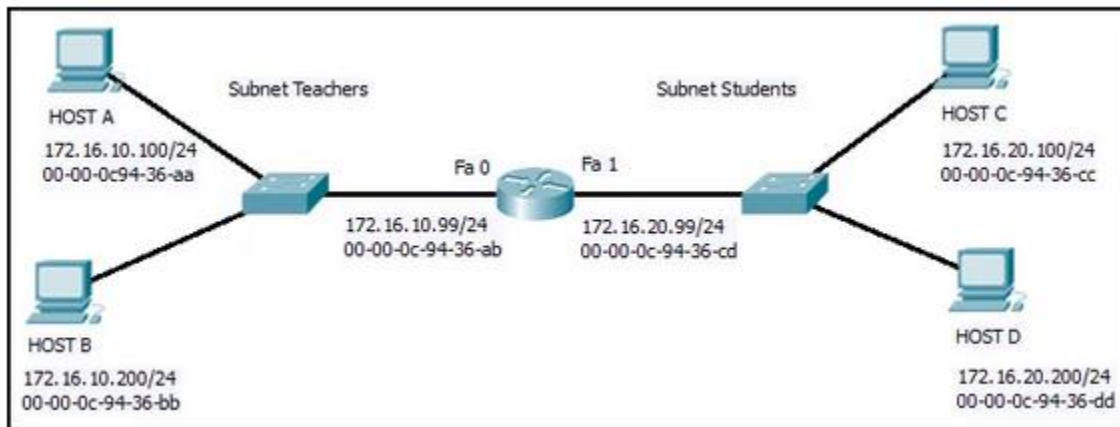 Subnet Teachers
Subnet Students
HOST A
172.16.10.100/24
00-00-0c94-36-aa
HOST C
172.16.20.100/24
00-00-0c-94-36-cc
Fa 0
Fa 1
172.16.10.99/24
00-00-0c-94-36-ab
172.16.20.99/24
00-00-0c-94-36-cd
HOST B
172.16.10.200/24
00-00-0c-94-36-bb
HOST D
172.16.20.200/24
00-00-0c-94-36-dd